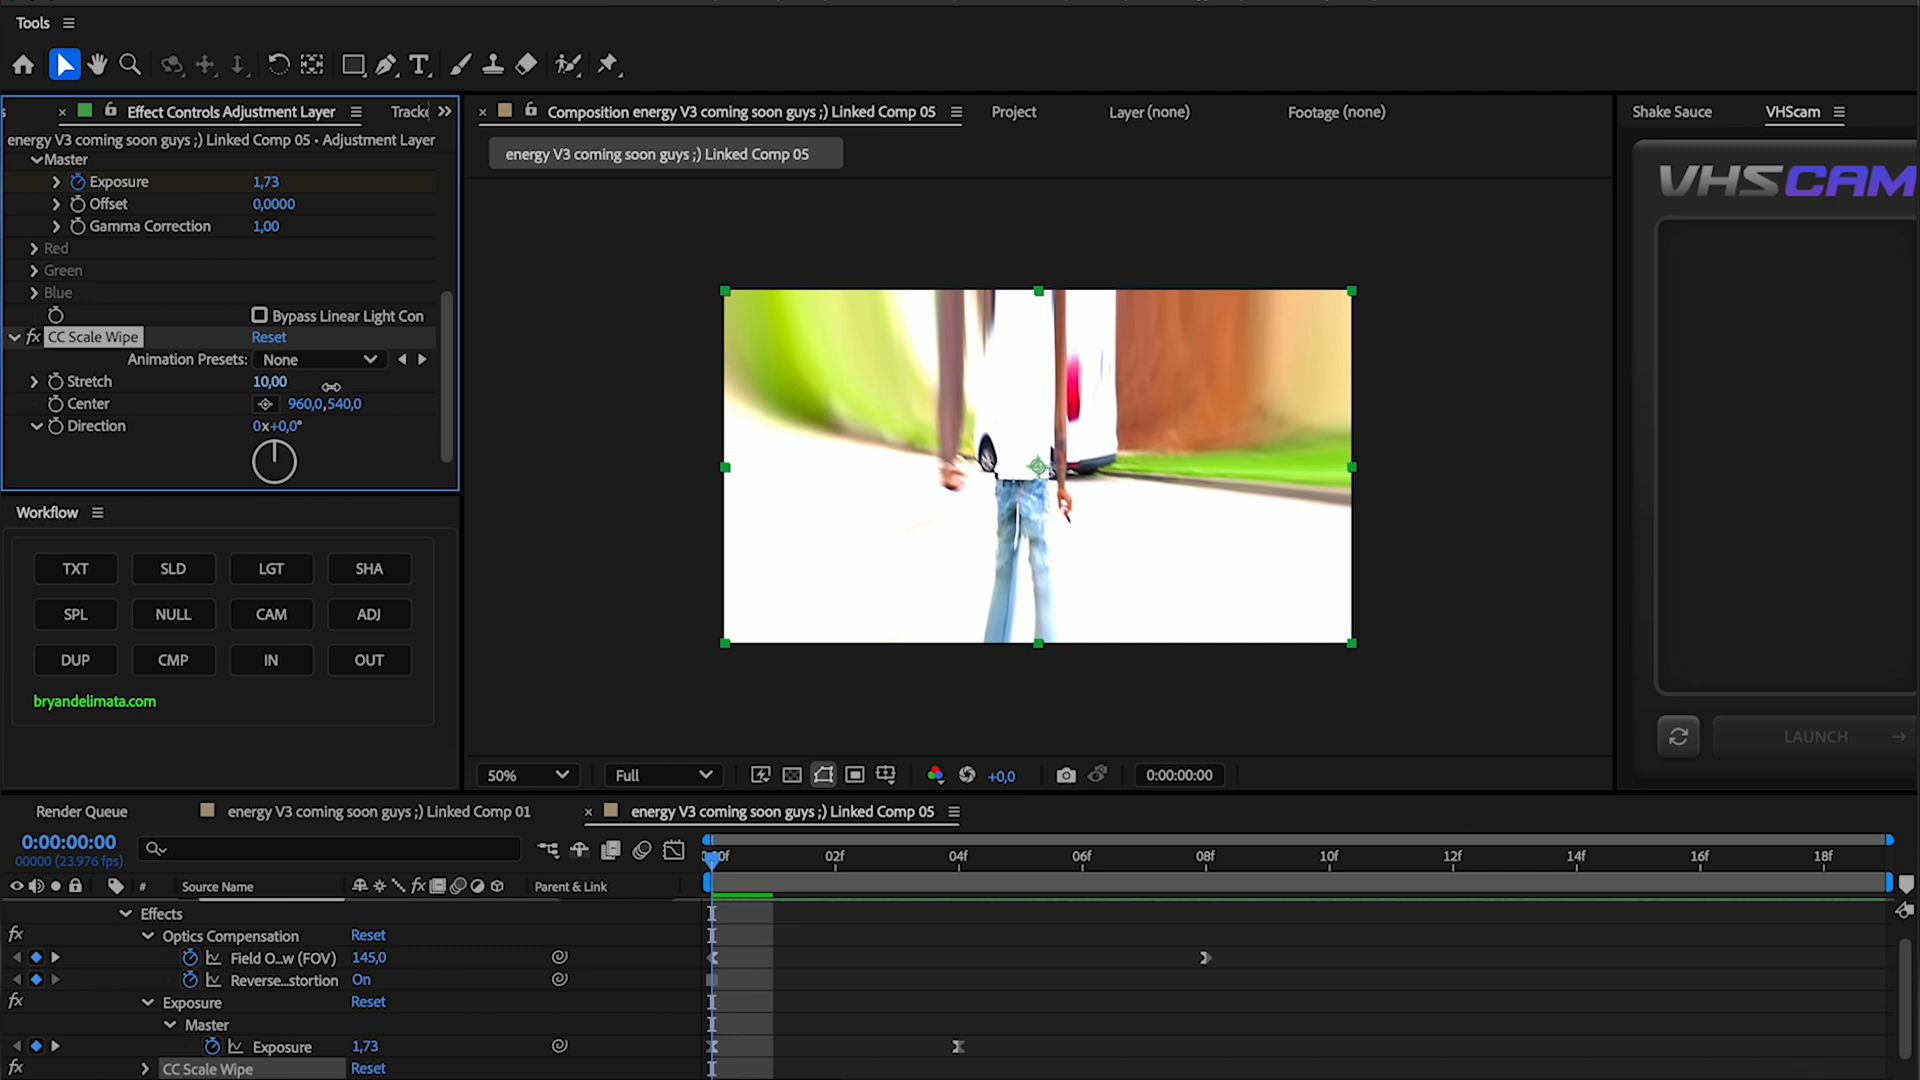 Tools
Effect Controls Adjustment Layer
Tracke
energy V3 coming soon guys ;) Linked Comp 05 • Adjustment Layer
Master
Exposure 1,73
Offset 0,0000
Gamma Correction 1,00
Red
Green
Blue
Bypass Linear Light Con
fx CC Scale Wipe Reset
Animation Presets: None
Stretch 10,00
Center 960,0,540,0
Direction 0x+0,0°
Workflow
TXT SLD LGT SHA
SPL NULL CAM ADJ
DUP CMP IN OUT
bryandelimata.com
Composition energy V3 coming soon guys ;) Linked Comp 05
Project
Layer (none)
Footage (none)
energy V3 coming soon guys ;) Linked Comp 05
50% Full +0,0 0:00:00:00
Shake Sauce VHScam
VHSCAM
LAUNCH
Render Queue energy V3 coming soon guys ;) Linked Comp 01 energy V3 coming soon guys ;) Linked Comp 05
0:00:00:00
00000 (23.976 fps)
02f 04f 06f 08f 10f 12f 14f 16f 18f
# Source Name fx Parent & Link
Effects
fx Optics Compensation Reset
Field O...w (FOV) 145,0
Reverse...stortion On
fx Exposure Reset
Master
Exposure 1,73
fx CC Scale Wipe Reset